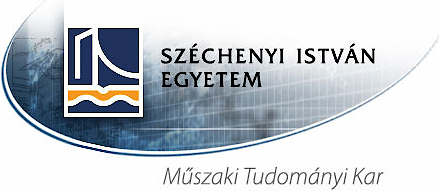 SZÉCHENYI ISTVÁN
EGYETEM
Műszaki Tudományi Kar